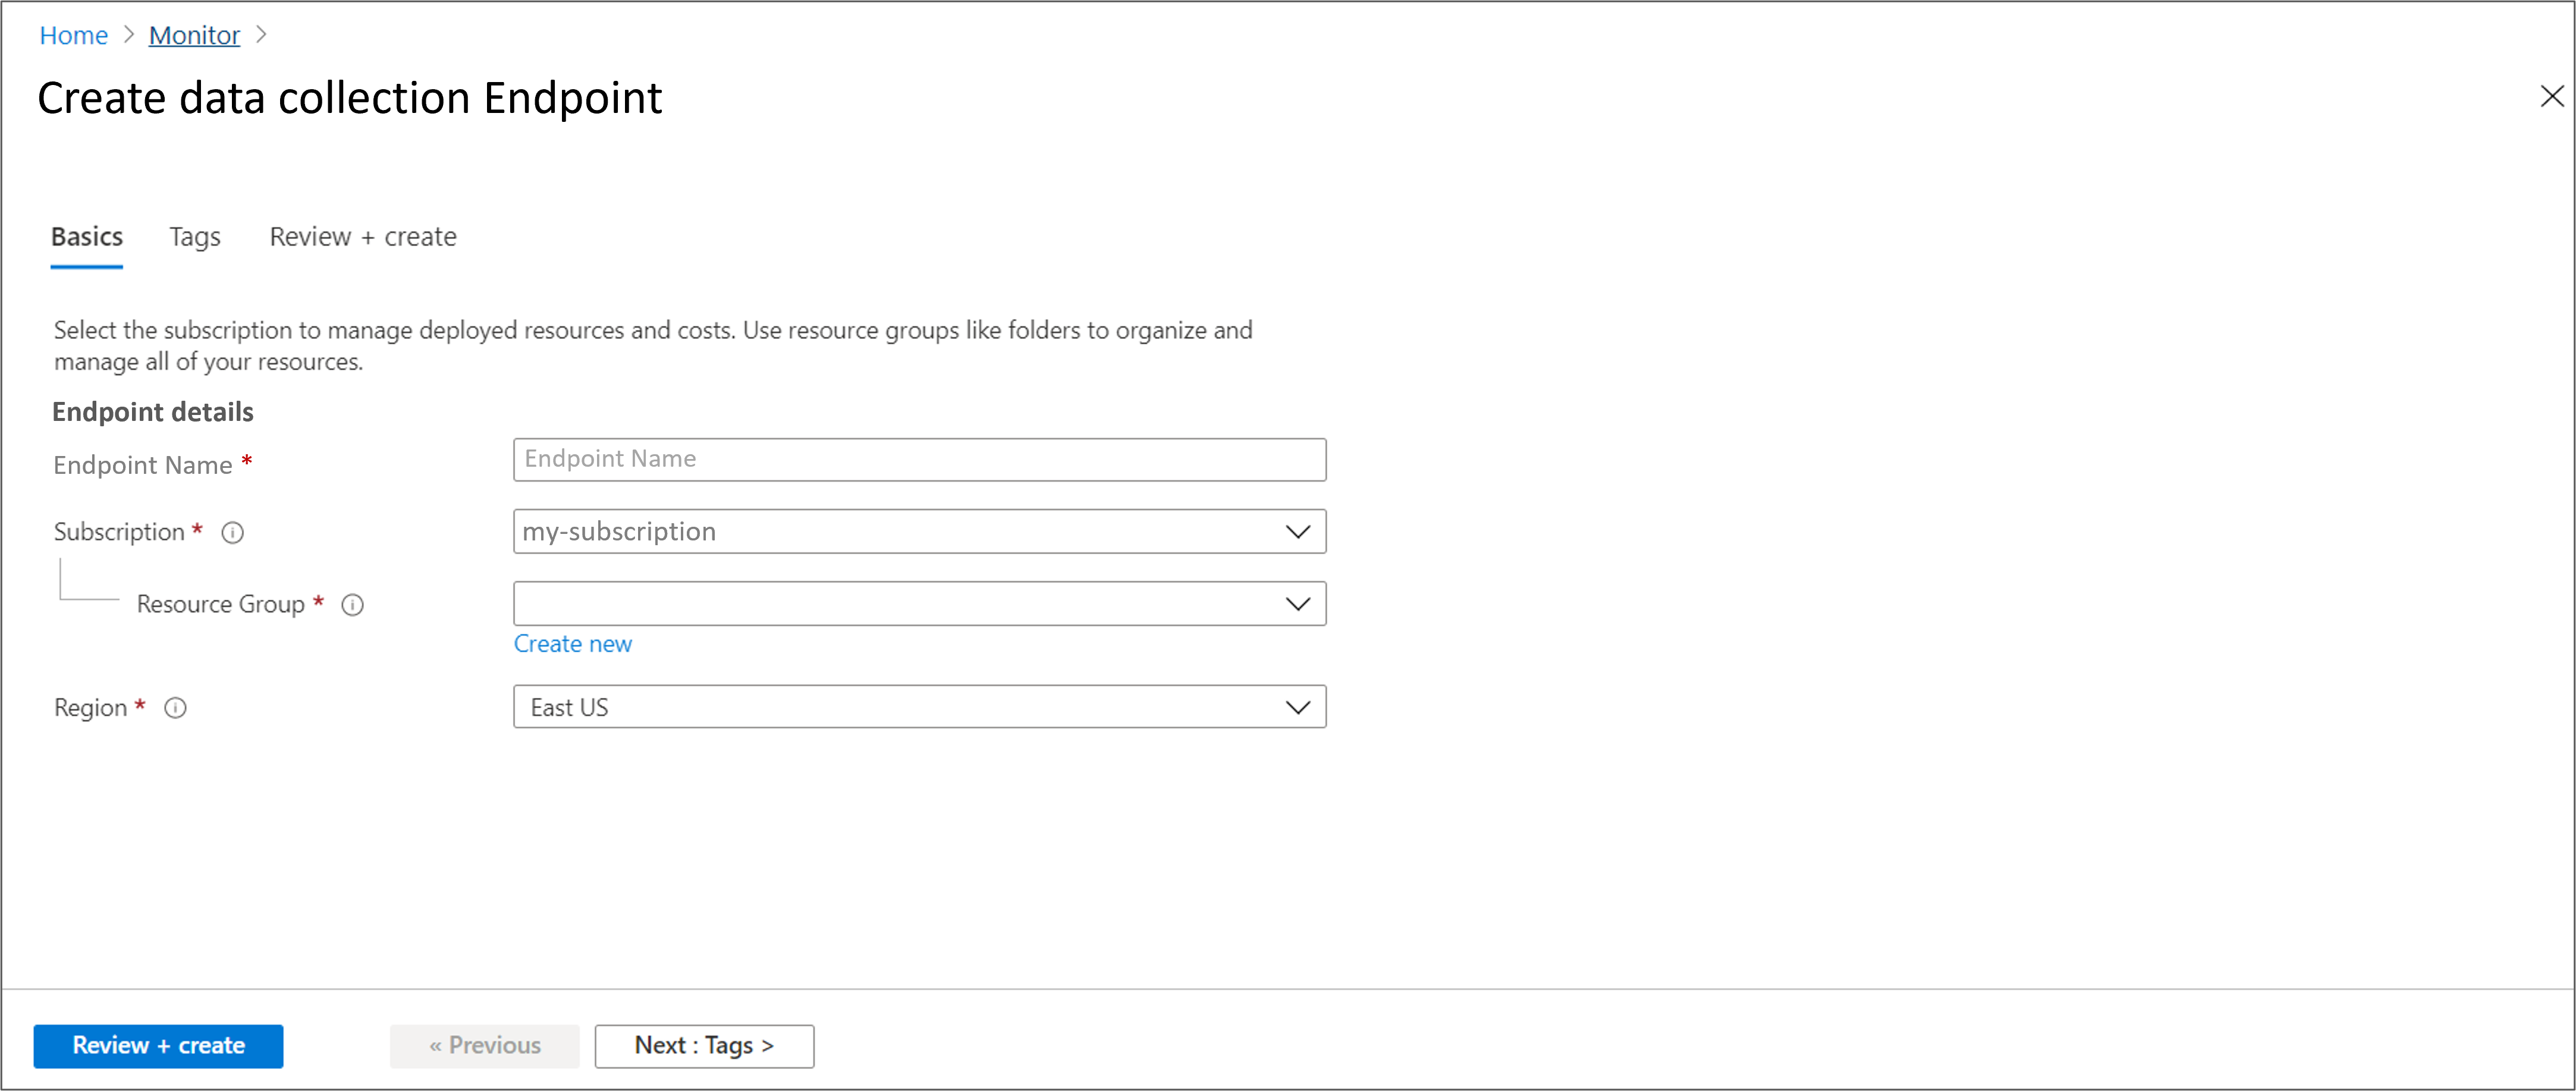 Home > Monitor >
Create data collection Endpoint
Basics Tags Review + create
Select the subscription to manage deployed resources and costs. Use resource groups like folders to organize and
manage all of your resources.
Endpoint details
Endpoint Name * Endpoint Name
Subscription * my-subscription
Resource Group *
Create new
Region * East US
Review + create « Previous Next : Tags >